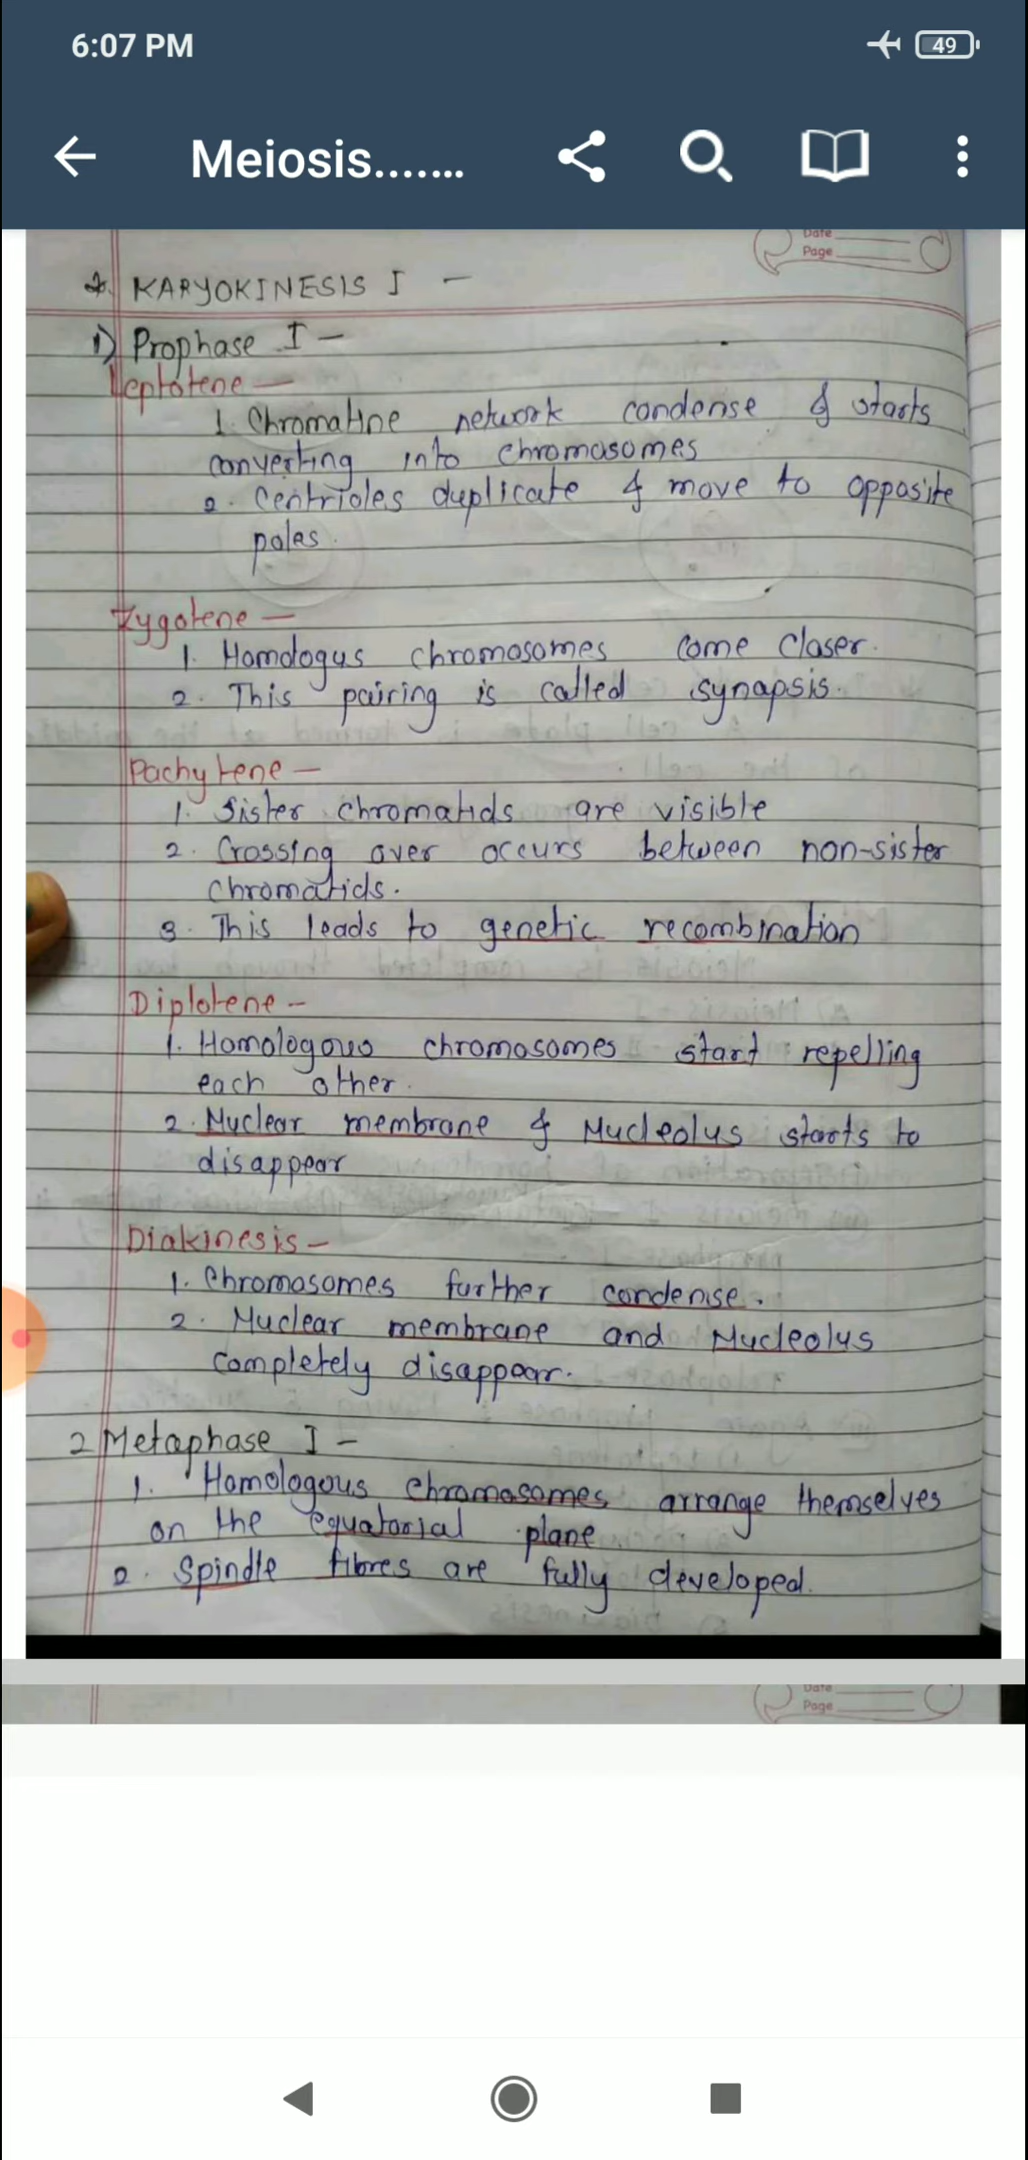 6:07 PM
49
Meiosis.......
Date
Page
* KARYOKINESIS I -
1) Prophase I -
Leptotene -
1. Chromatine network condense & starts
converting into chromosomes
2. Centrioles duplicate & move to opposite
poles.
Zygotene -
1. Homologus chromosomes come closer.
2. This pairing is called synapsis.
Pachytene -
1. Sister chromatids are visible
2. Crossing over occurs between non-sister
chromatids.
3. This leads to genetic recombination
Diplotene -
1. Homologous chromosomes start repelling
each other.
2. Nuclear membrane & Nucleolus starts to
disappear
Diakinesis -
1. Chromosomes further condense.
2. Nuclear membrane and Nucleolus
completely disappear.
2 Metaphase I -
1. Homologous chromosomes arrange themselves
on the equatorial plane
2. Spindle fibres are fully developed.
Date
Page